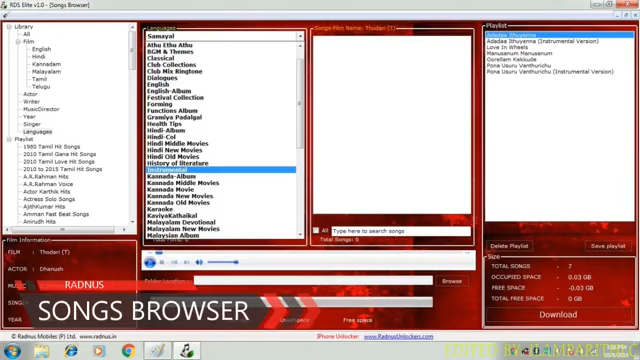 RDS Elite v1.0 - [Songs Browser]
Library
All
Film
English
Hindi
Kannadam
Malayalam
Tamil
Telugu
Actor
Writer
MusicDirector
Year
Singer
Languages
Playlist
1980 Tamil Hit Songs
2010 Tamil Gana Hit Songs
2010 Tamil Love Hit Songs
2010 to 2015 Tamil Hit Songs
A.R.Rahman Hits
A.R.Rahman Voice
Actor Karthik Hits
Actress Solo Songs
AjithKumar Hits
Amman Fast Beat Songs
Anirudh Hits
Languages
Samayal
Athu Ethu Athu
BGM & Themes
Classical
Club Collections
Club Mix Ringtone
Dialogues
English
English-Album
Festival Collection
Forming
Functions Album
Gramiya Padalgal
Health Tips
Hindi-Album
Hindi-Col
Hindi Middle Movies
Hindi New Movies
Hindi Old Movies
History of literature
Instrumental
Kannada-Album
Kannada Middle Movies
Kannada Movie
Kannada New Movies
Kannada Old Movies
Karaoke
KaviyaKathaikal
Malayalam Devotional
Malayalam New Movies
Malaysian Album
Total Films: 0
Songs-Film Name: Thodari (T)
All
Type here to search songs
Total Songs: 0
Playlist
Adadaa Ithuyenna
Adadaa Ithuyenna (Instrumental Version)
Love In Wheels
Manusanum Manusanum
Oorellam Kekkude
Pona Usuru Vanthurichu
Pona Usuru Vanthurichu (Instrumental Version)
Delete Playlist
Save playlist
Film Information
FILM : Thodari (T)
ACTOR : Dhanush
YEAR
Folder Location
Browse
Free space
Size
TOTAL SONGS - 7
OCCUPIED SPACE - 0.03 GB
FREE SPACE - -0.03 GB
TOTAL FREE SPACE - 0 GB
Download
RADNUS
SONGS BROWSER
© Radnus Mobiles (P) Ltd. www.radnus.in
IPhone Unlocker: www.RadnusUnlockers.com